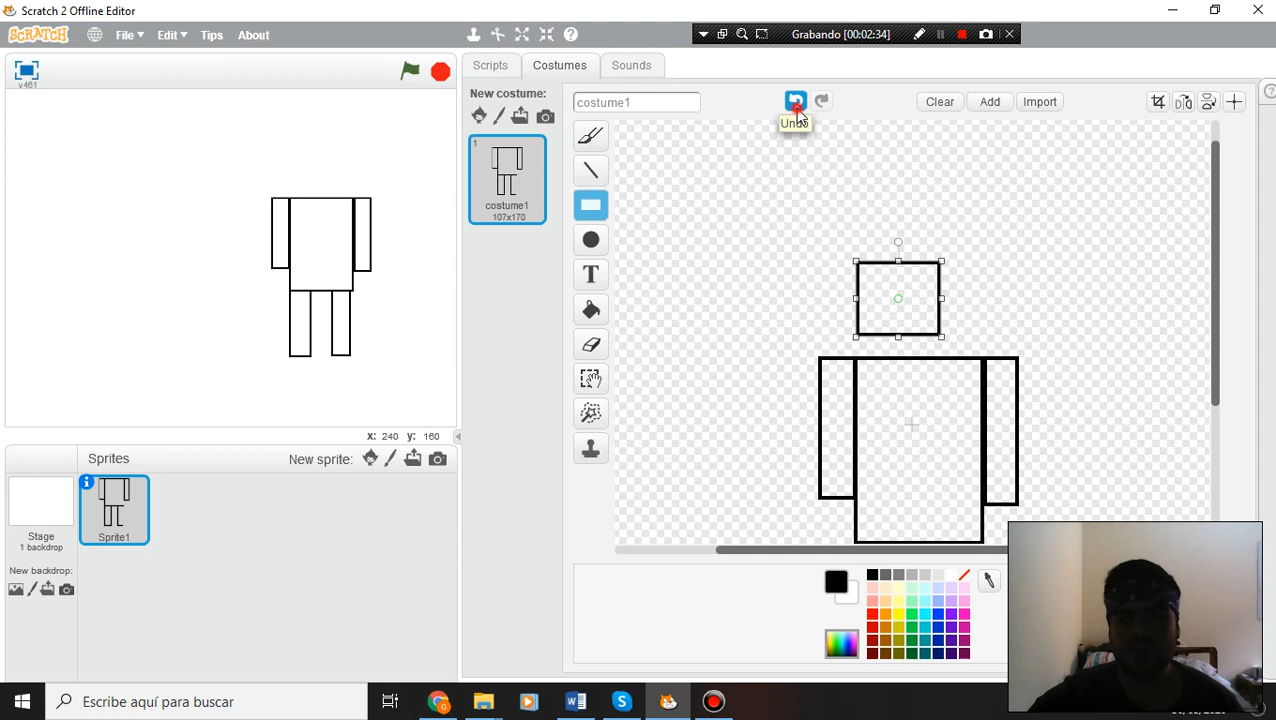 Scratch 2 Offline Editor
SCRATCH File Edit Tips About
Grabando [00:02:34]
v461
Scripts Costumes Sounds
New costume:
costume1
Clear Add Import
Undo
1
costume1
107x170
T
x: 240 y: 160
Sprites New sprite:
Stage
1 backdrop
Sprite1
New backdrop:
Escribe aquí para buscar